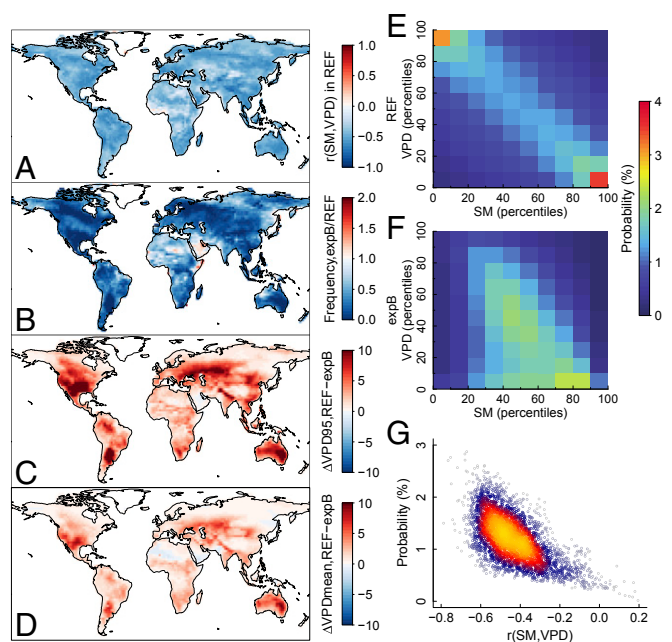 A
r(SM,VPD) in REF
1.0
0.5
0.0
−0.5
−1.0
B
Frequency,expB/REF
2.0
1.5
1.0
0.5
0.0
C
ΔVPD95,REF−expB
10
5
0
−5
−10
D
ΔVPDmean,REF−expB
10
5
0
−5
−10
E
REF
VPD (percentiles)
0 20 40 60 80 100
0 20 40 60 80 100
SM (percentiles)
F
expB
VPD (percentiles)
0 20 40 60 80 100
0 20 40 60 80 100
SM (percentiles)
Probability (%)
4
3
2
1
0
G
Probability (%)
3
2
1
0
−0.8 −0.6 −0.4 −0.2 0.0 0.2
r(SM,VPD)